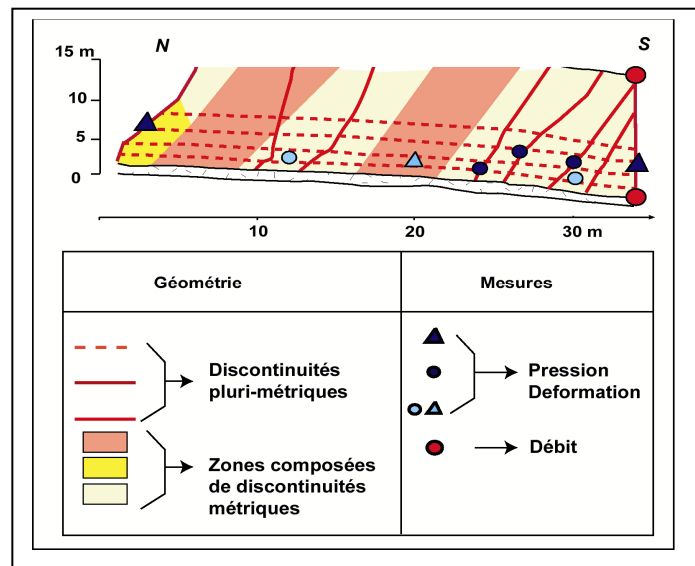 15 m
N
S
10
5
0
10
20
30 m
Géométrie
Mesures
Discontinuités
pluri-métriques
Zones composées
de discontinuités
métriques
Pression
Deformation
Débit